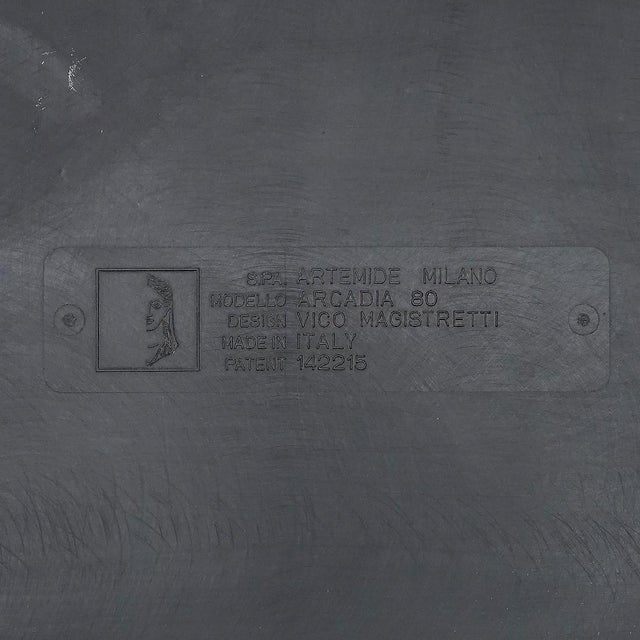 S.P.A. ARTEMIDE MILANO
MODELLO ARCADIA 80
DESIGN VICO MAGISTRETTI
MADE IN ITALY
PATENT 142215